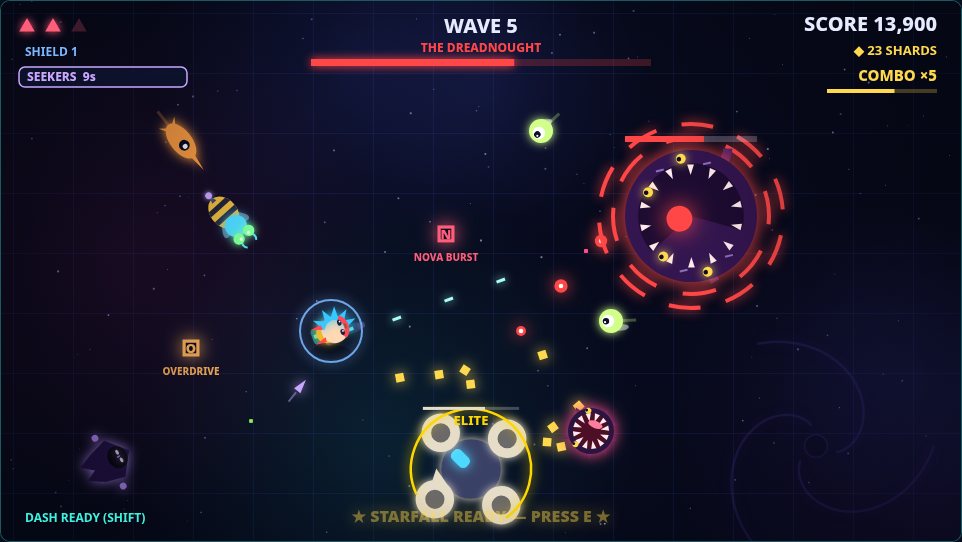 WAVE 5
SCORE 13,900
THE DREADNOUGHT
SHIELD 1
◆ 23 SHARDS
SEEKERS 9s
COMBO ×5
N
NOVA BURST
O
OVERDRIVE
ELITE
DASH READY (SHIFT)
★ STARFALL READY — PRESS E ★